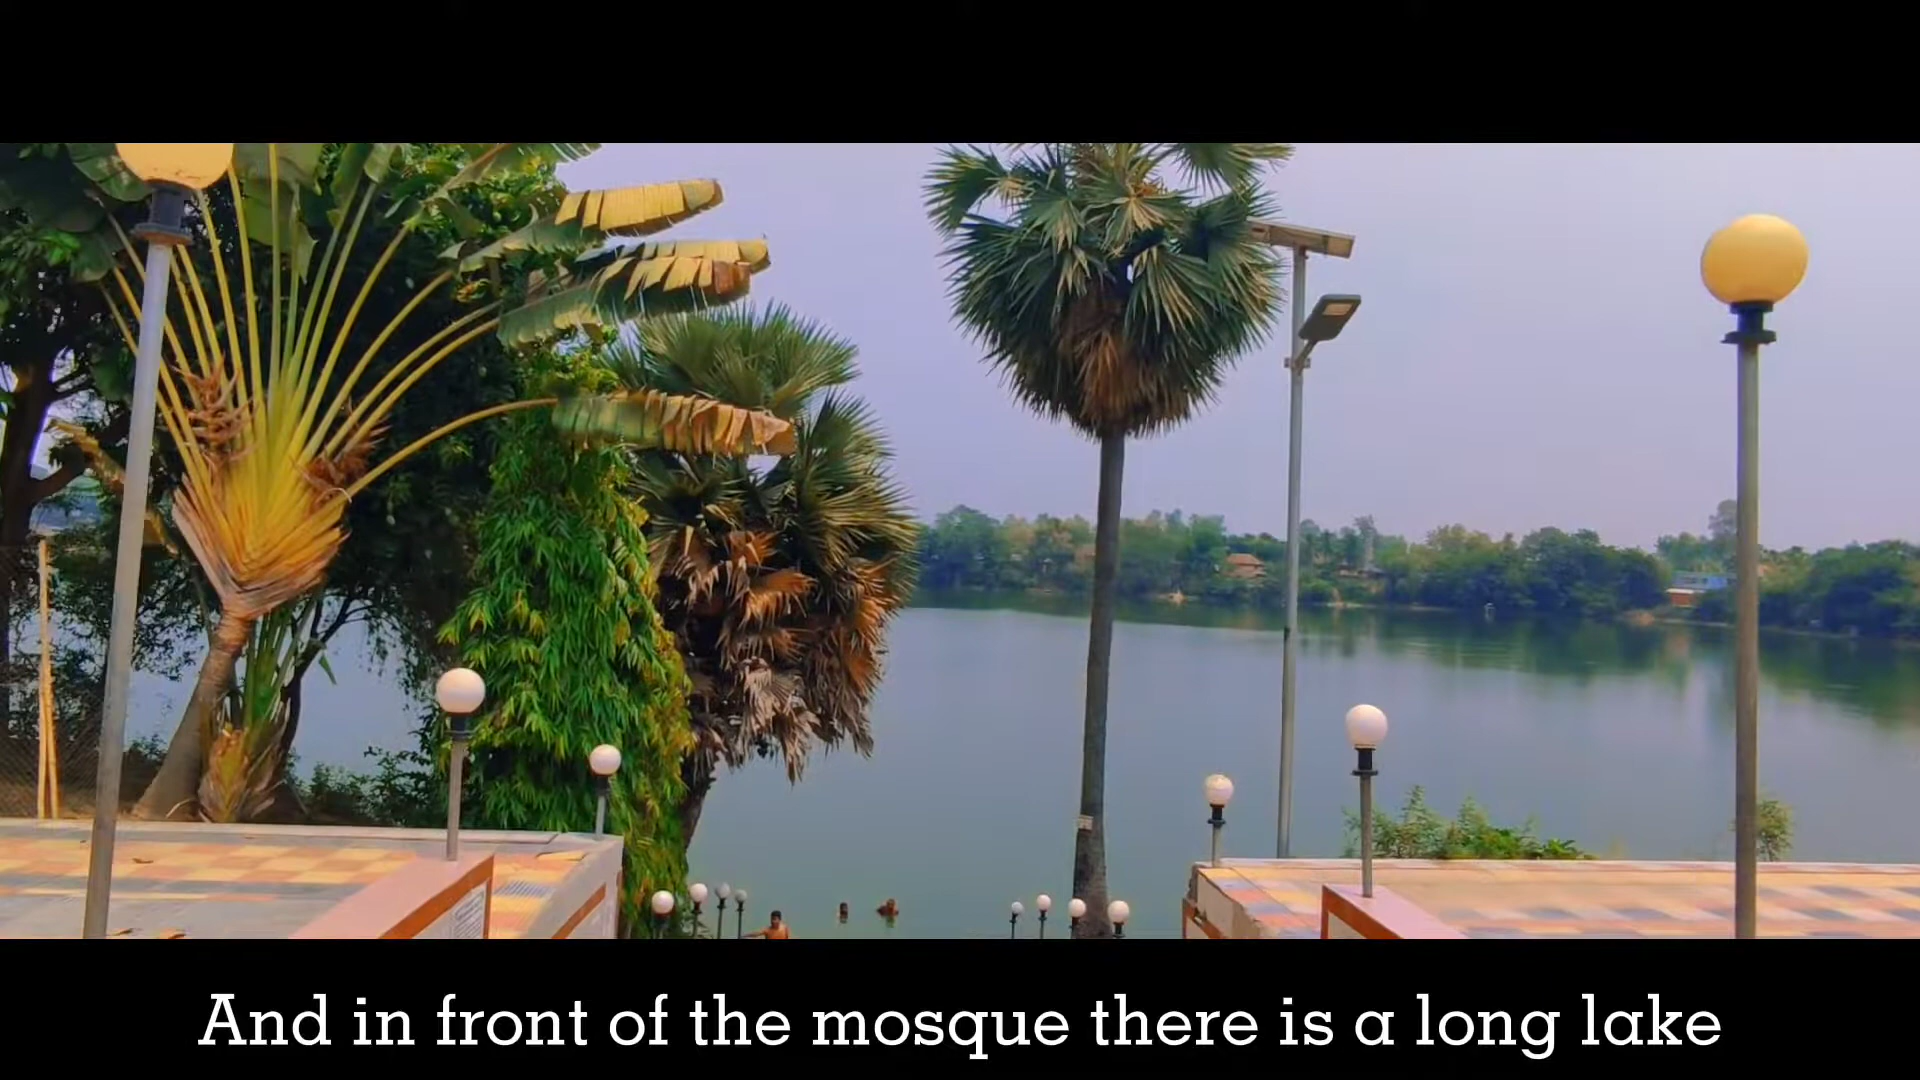 And in front of the mosque there is a long lake